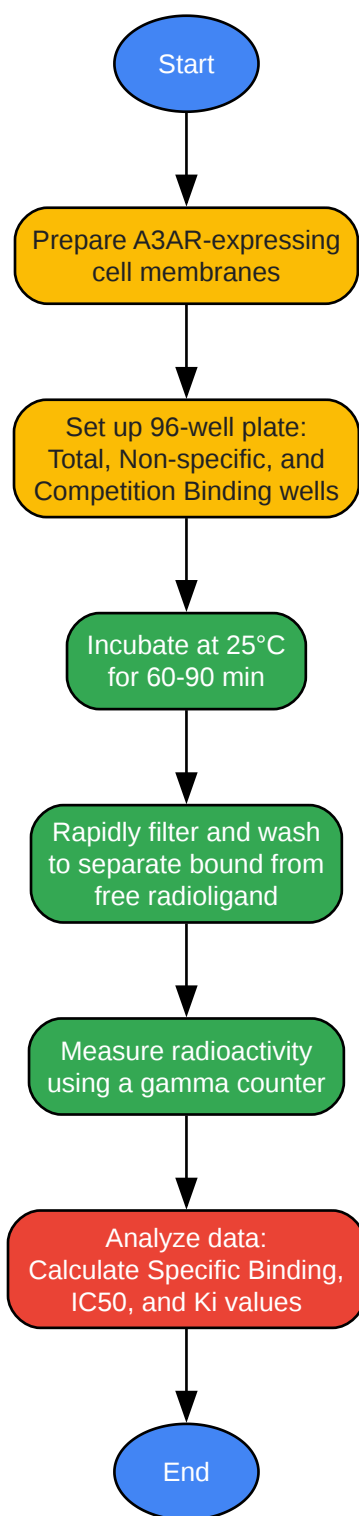 Start
Prepare A3AR-expressing
cell membranes
Set up 96-well plate:
Total, Non-specific, and
Competition Binding wells
Incubate at 25°C
for 60-90 min
Rapidly filter and wash
to separate bound from
free radioligand
Measure radioactivity
using a gamma counter
Analyze data:
Calculate Specific Binding,
IC50, and Ki values
End